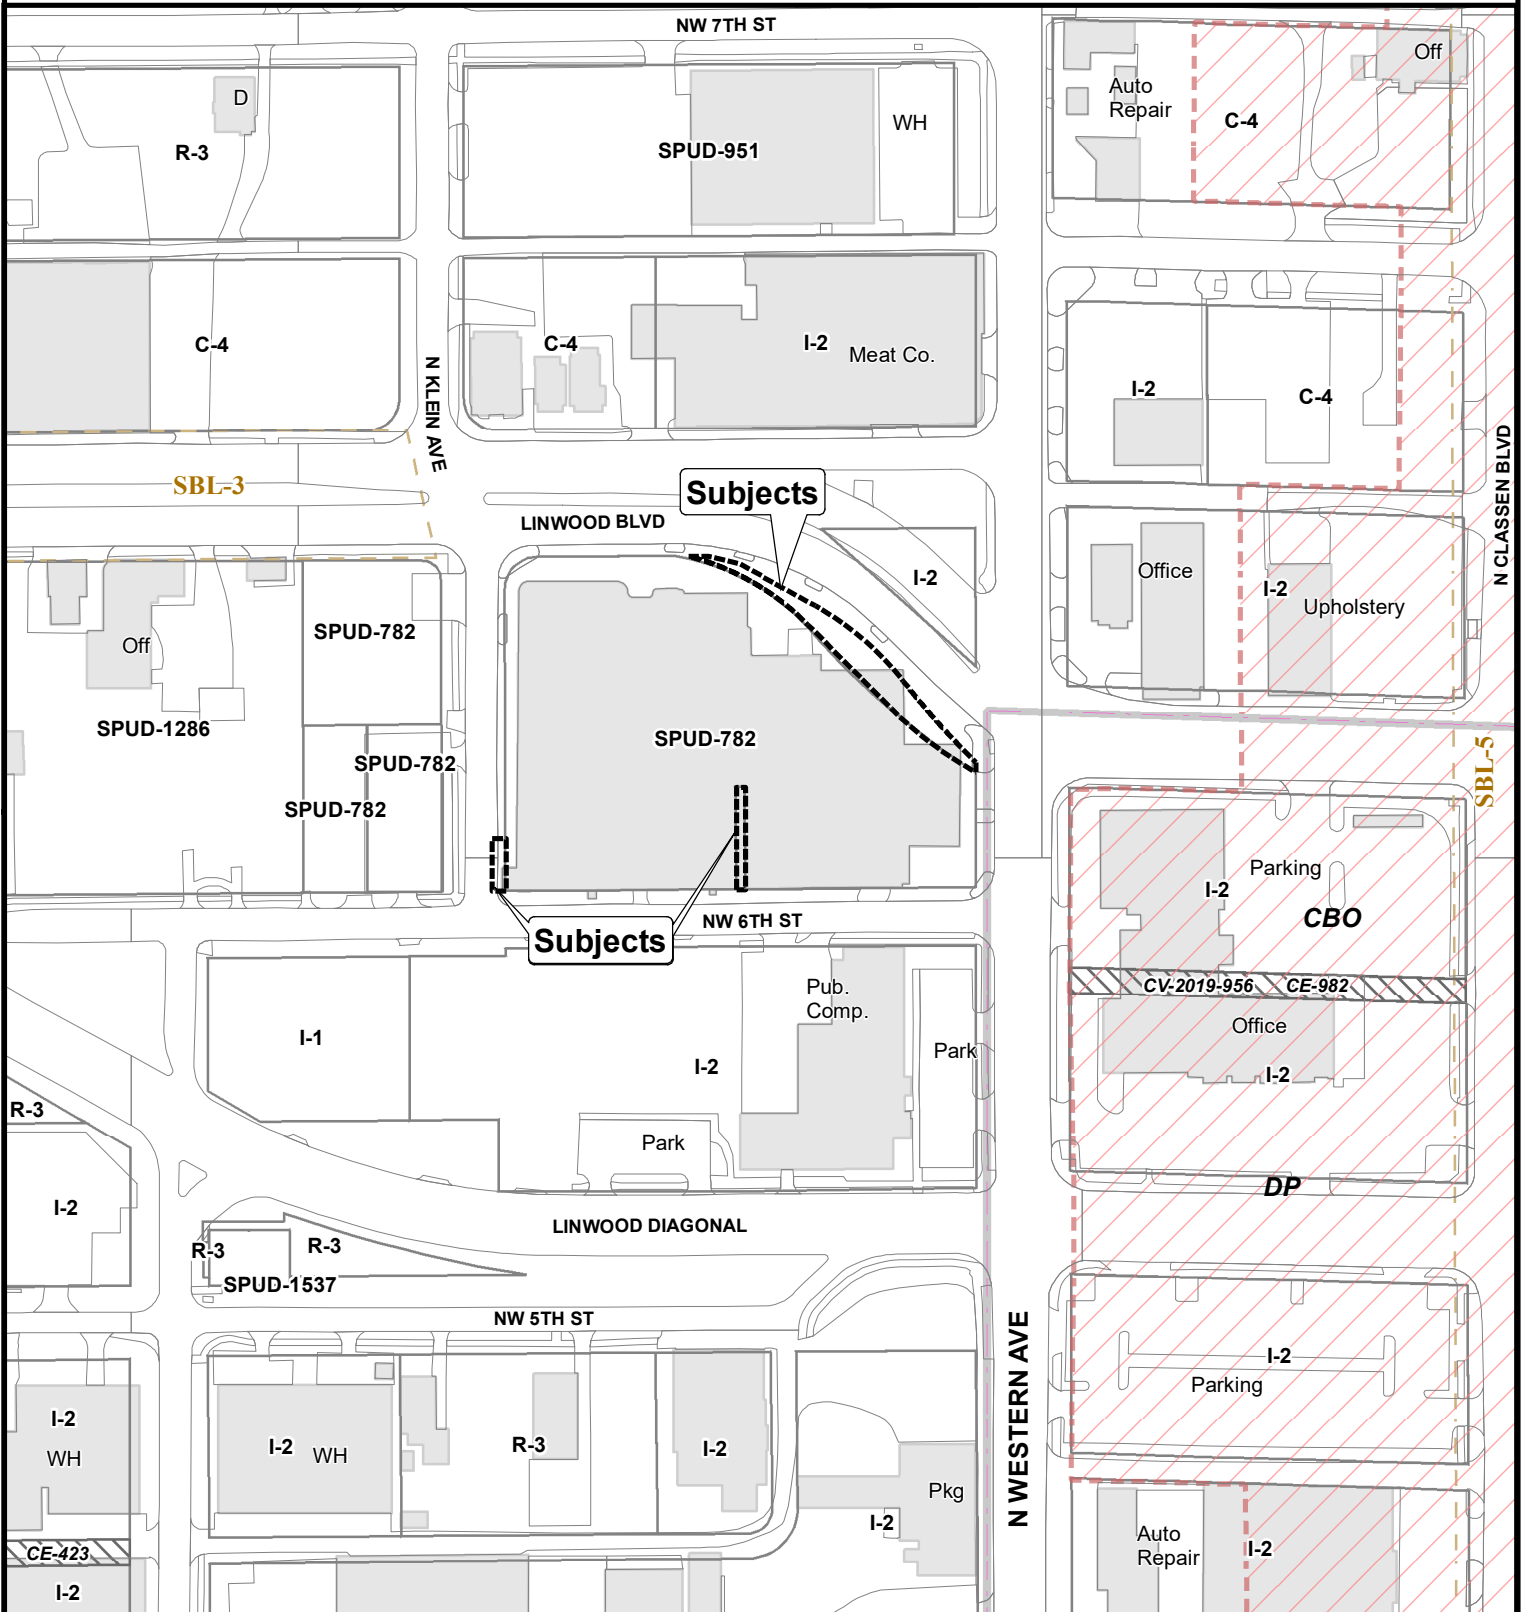 NW 7TH ST
D
R-3
SPUD-951
WH
Auto
Repair
C-4
Off
C-4
N KLEIN AVE
C-4
I-2
Meat Co.
I-2
C-4
N CLASSEN BLVD
SBL-3
Subjects
LINWOOD BLVD
I-2
Office
I-2
Upholstery
Off
SPUD-782
SPUD-1286
SPUD-782
SPUD-782
SPUD-782
SBL-5
Parking
I-2
CBO
Subjects
NW 6TH ST
Pub.
Comp.
CV-2019-956
CE-982
Office
I-1
I-2
Park
I-2
R-3
Park
DP
I-2
LINWOOD DIAGONAL
R-3
R-3
SPUD-1537
NW 5TH ST
N WESTERN AVE
I-2
Parking
I-2
WH
I-2
WH
R-3
I-2
Pkg
I-2
Auto
Repair
I-2
CE-423
I-2